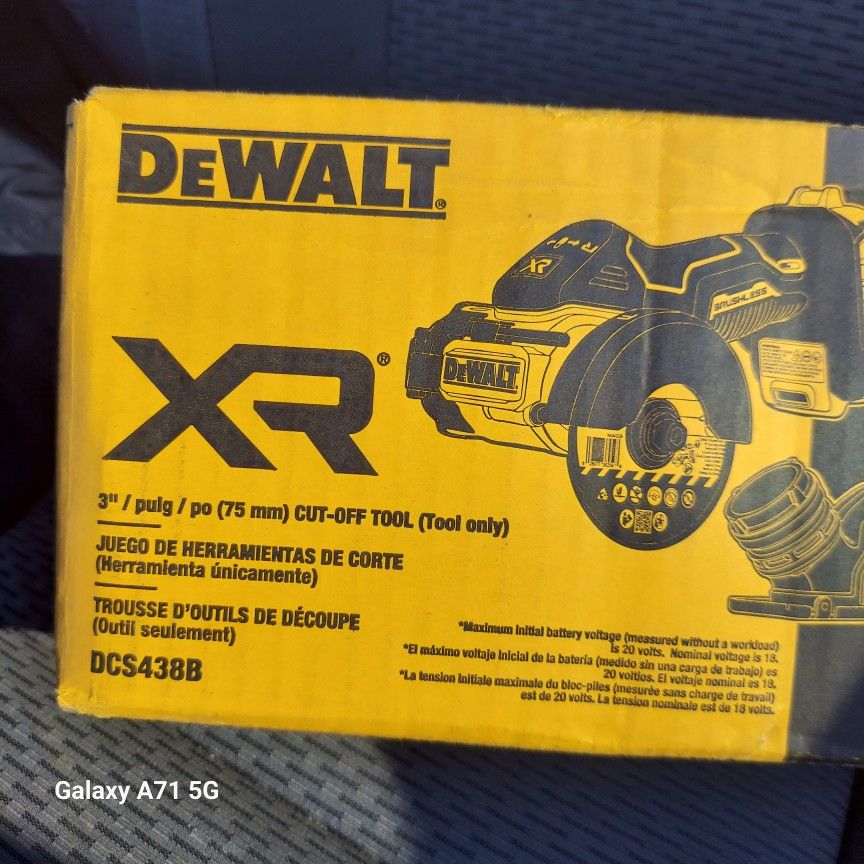 DEWALT®
XR®
XR
BRUSHLESS
DEWALT
3" / pulg / po (75 mm) CUT-OFF TOOL (Tool only)
JUEGO DE HERRAMIENTAS DE CORTE
(Herramienta únicamente)
TROUSSE D'OUTILS DE DÉCOUPE
(Outil seulement)
DCS438B
*Maximum initial battery voltage (measured without a workload)
is 20 volts. Nominal voltage is 18.
*El máximo voltaje inicial de la batería (medido sin una carga de trabajo) es
20 voltios. El voltaje nominal es 18.
*La tension initiale maximale du bloc-piles (mesurée sans charge de travail)
est de 20 volts. La tension nominale est de 18 volts.
Galaxy A71 5G